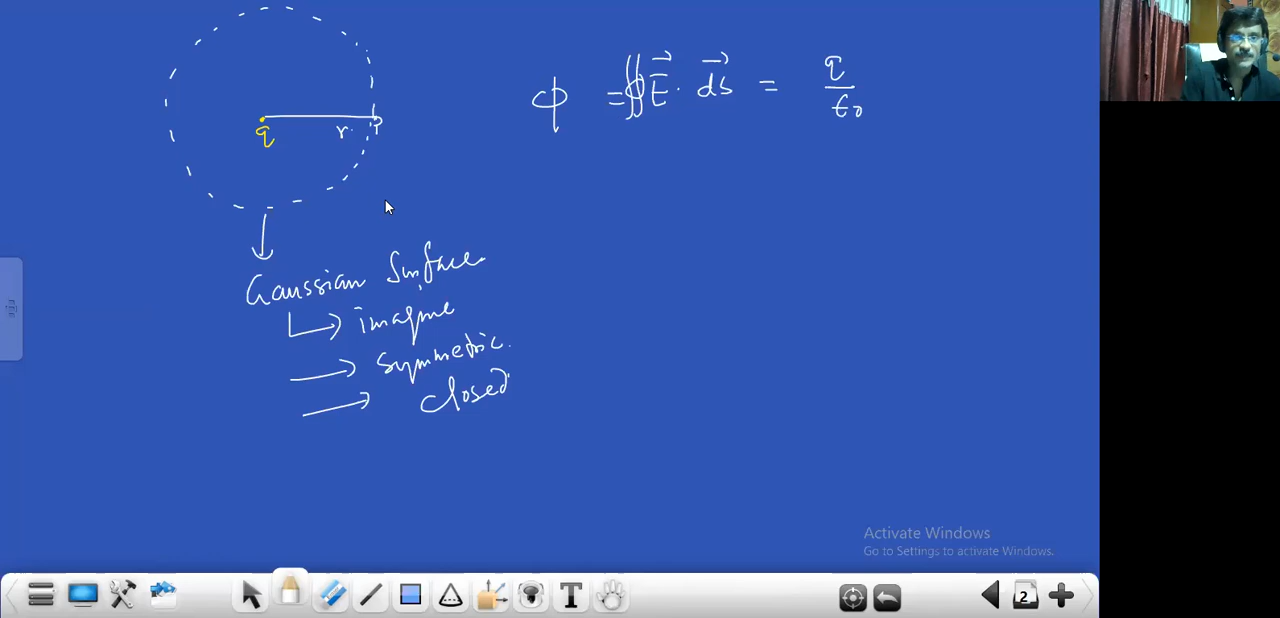 q r. P
φ = ∯ E⃗ · ds⃗ = q/ε₀
Gaussian Surface
imagine
symmetric.
closed
Activate Windows
Go to Settings to activate Windows.
T
2